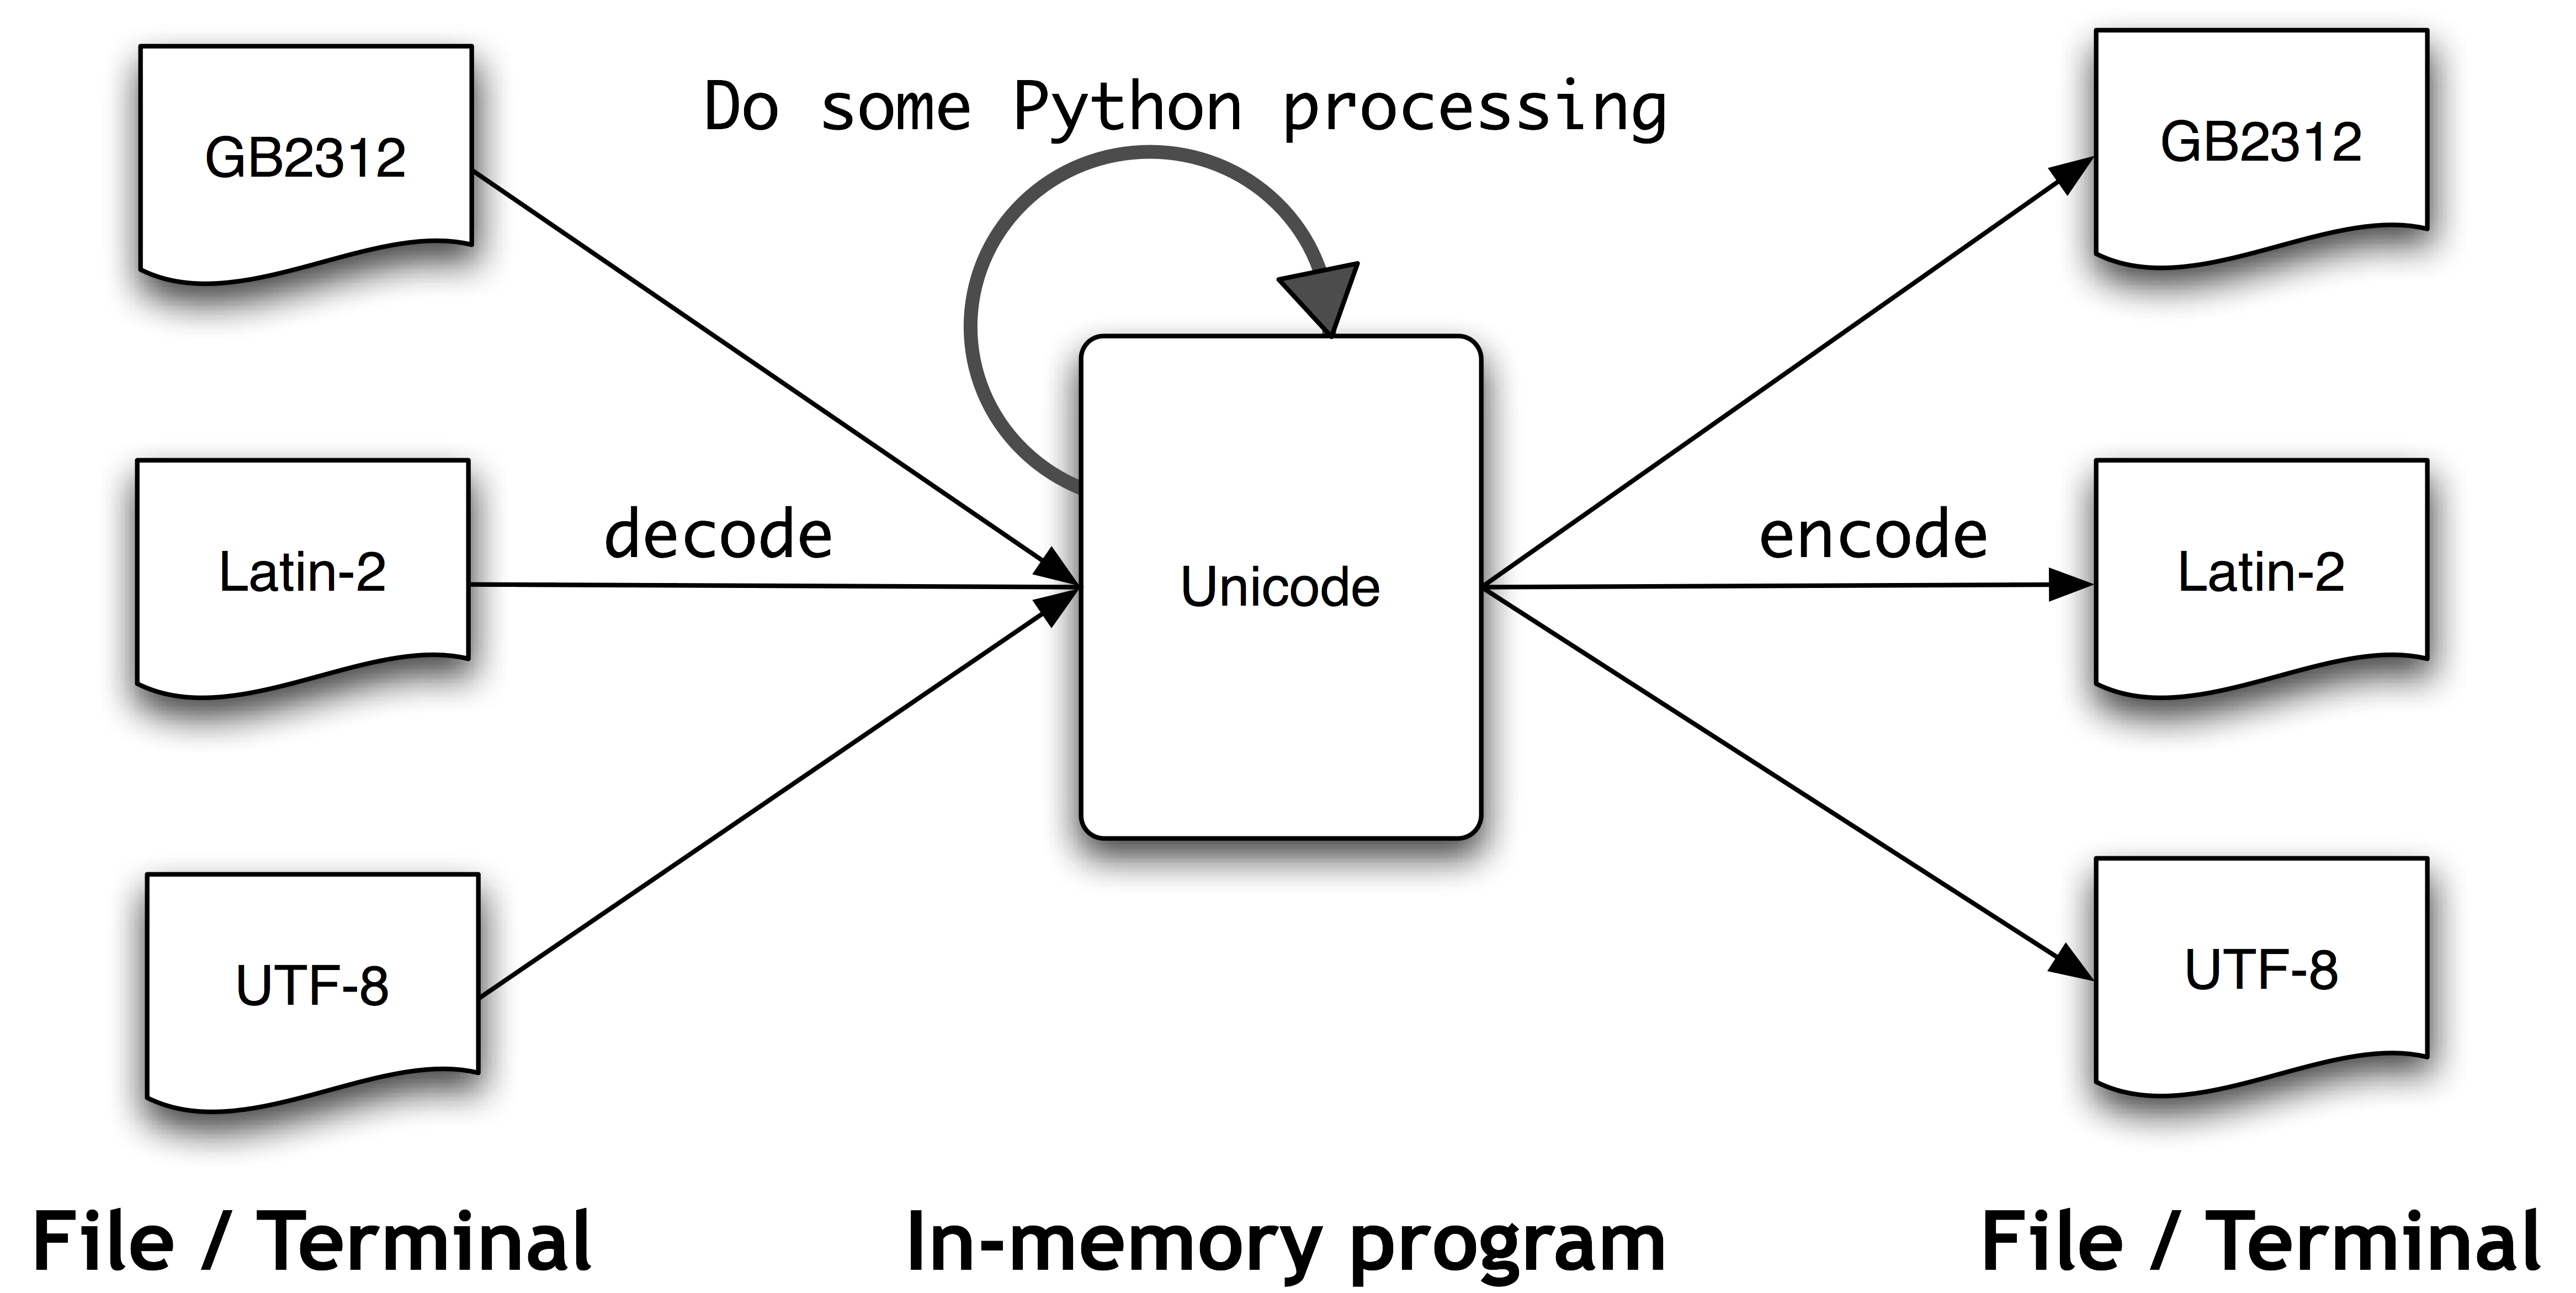 Do some Python processing
GB2312
GB2312
decode
encode
Latin-2
Unicode
Latin-2
UTF-8
UTF-8
File / Terminal
In-memory program
File / Terminal